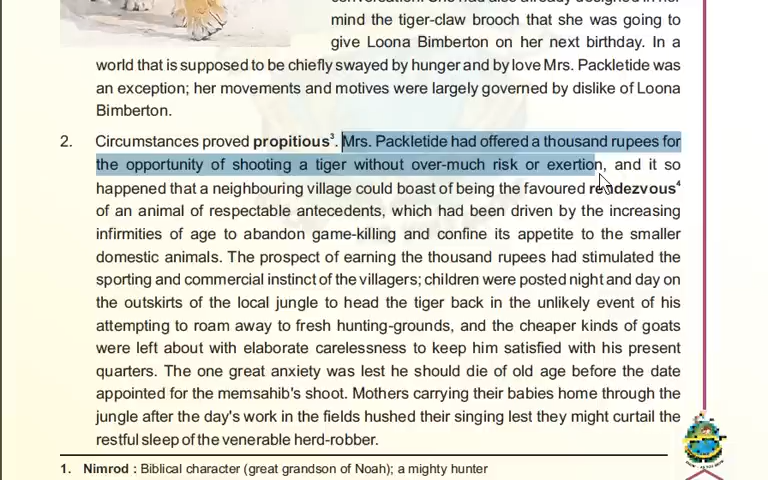 mind the tiger-claw brooch that she was going to
give Loona Bimberton on her next birthday. In a
world that is supposed to be chiefly swayed by hunger and by love Mrs. Packletide was
an exception; her movements and motives were largely governed by dislike of Loona
Bimberton.
2. Circumstances proved propitious³. Mrs. Packletide had offered a thousand rupees for
the opportunity of shooting a tiger without over-much risk or exertion, and it so
happened that a neighbouring village could boast of being the favoured rendezvous⁴
of an animal of respectable antecedents, which had been driven by the increasing
infirmities of age to abandon game-killing and confine its appetite to the smaller
domestic animals. The prospect of earning the thousand rupees had stimulated the
sporting and commercial instinct of the villagers; children were posted night and day on
the outskirts of the local jungle to head the tiger back in the unlikely event of his
attempting to roam away to fresh hunting-grounds, and the cheaper kinds of goats
were left about with elaborate carelessness to keep him satisfied with his present
quarters. The one great anxiety was lest he should die of old age before the date
appointed for the memsahib's shoot. Mothers carrying their babies home through the
jungle after the day's work in the fields hushed their singing lest they might curtail the
restful sleep of the venerable herd-robber.
1. Nimrod : Biblical character (great grandson of Noah); a mighty hunter